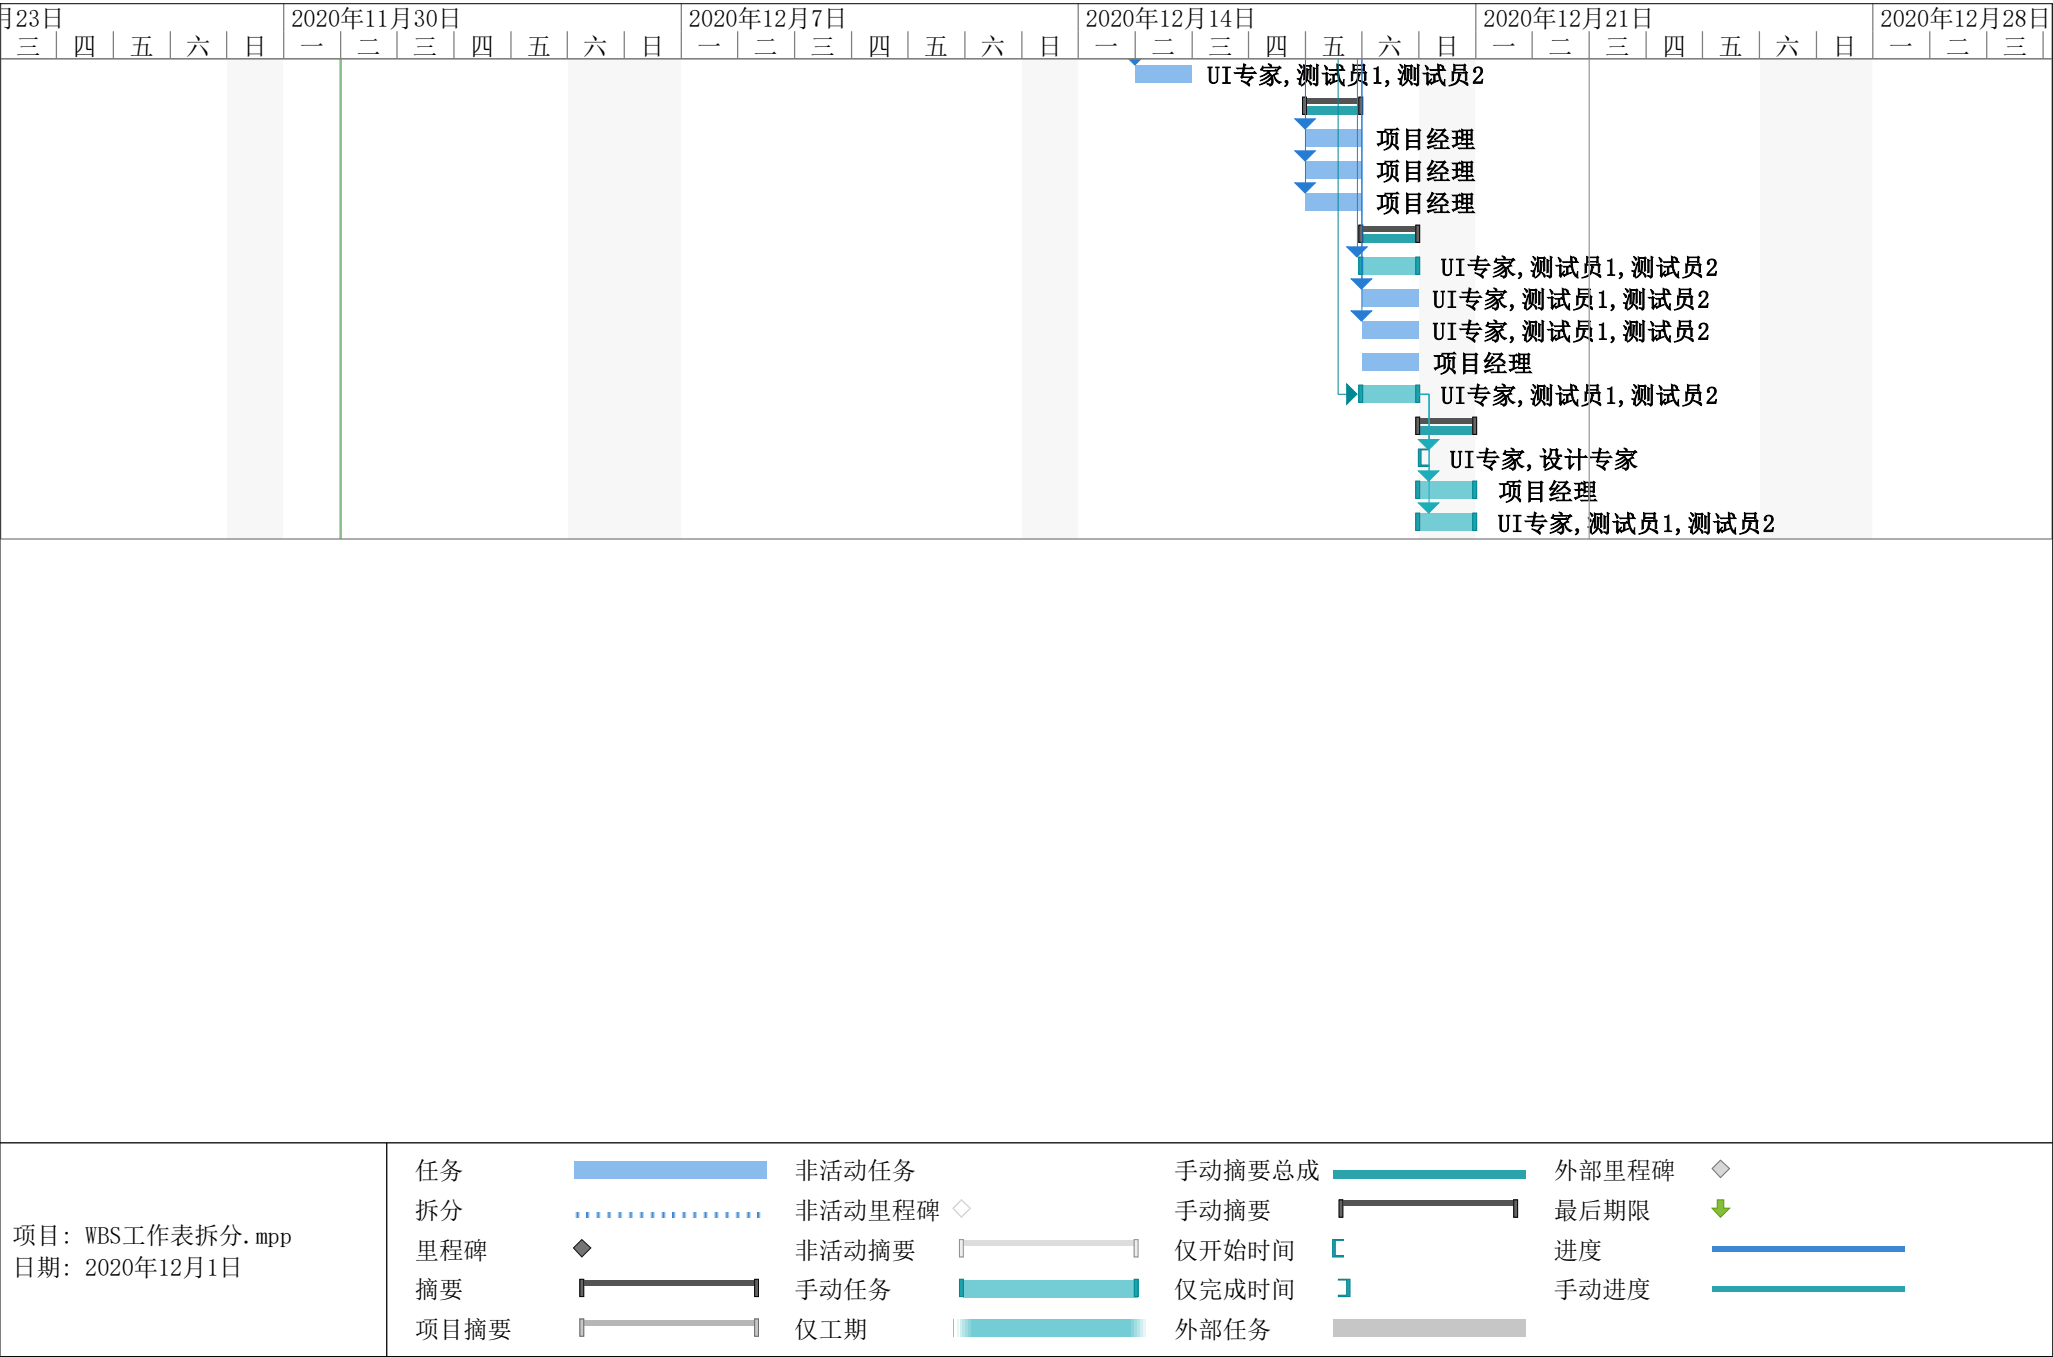 月23日 2020年11月30日 2020年12月7日 2020年12月14日 2020年12月21日 2020年12月28日
三 四 五 六 日 一 二 三 四 五 六 日 一 二 三 四 五 六 日 一 二 三 四 五 六 日 一 二 三 四 五 六 日 一 二 三
UI专家,测试员1,测试员2
项目经理
项目经理
项目经理
UI专家,测试员1,测试员2
UI专家,测试员1,测试员2
UI专家,测试员1,测试员2
项目经理
UI专家,测试员1,测试员2
UI专家,设计专家
项目经理
UI专家,测试员1,测试员2
项目: WBS工作表拆分.mpp
日期: 2020年12月1日
任务
拆分
里程碑
摘要
项目摘要
非活动任务
非活动里程碑
非活动摘要
手动任务
仅工期
手动摘要总成
手动摘要
仅开始时间
仅完成时间
外部任务
外部里程碑
最后期限
进度
手动进度